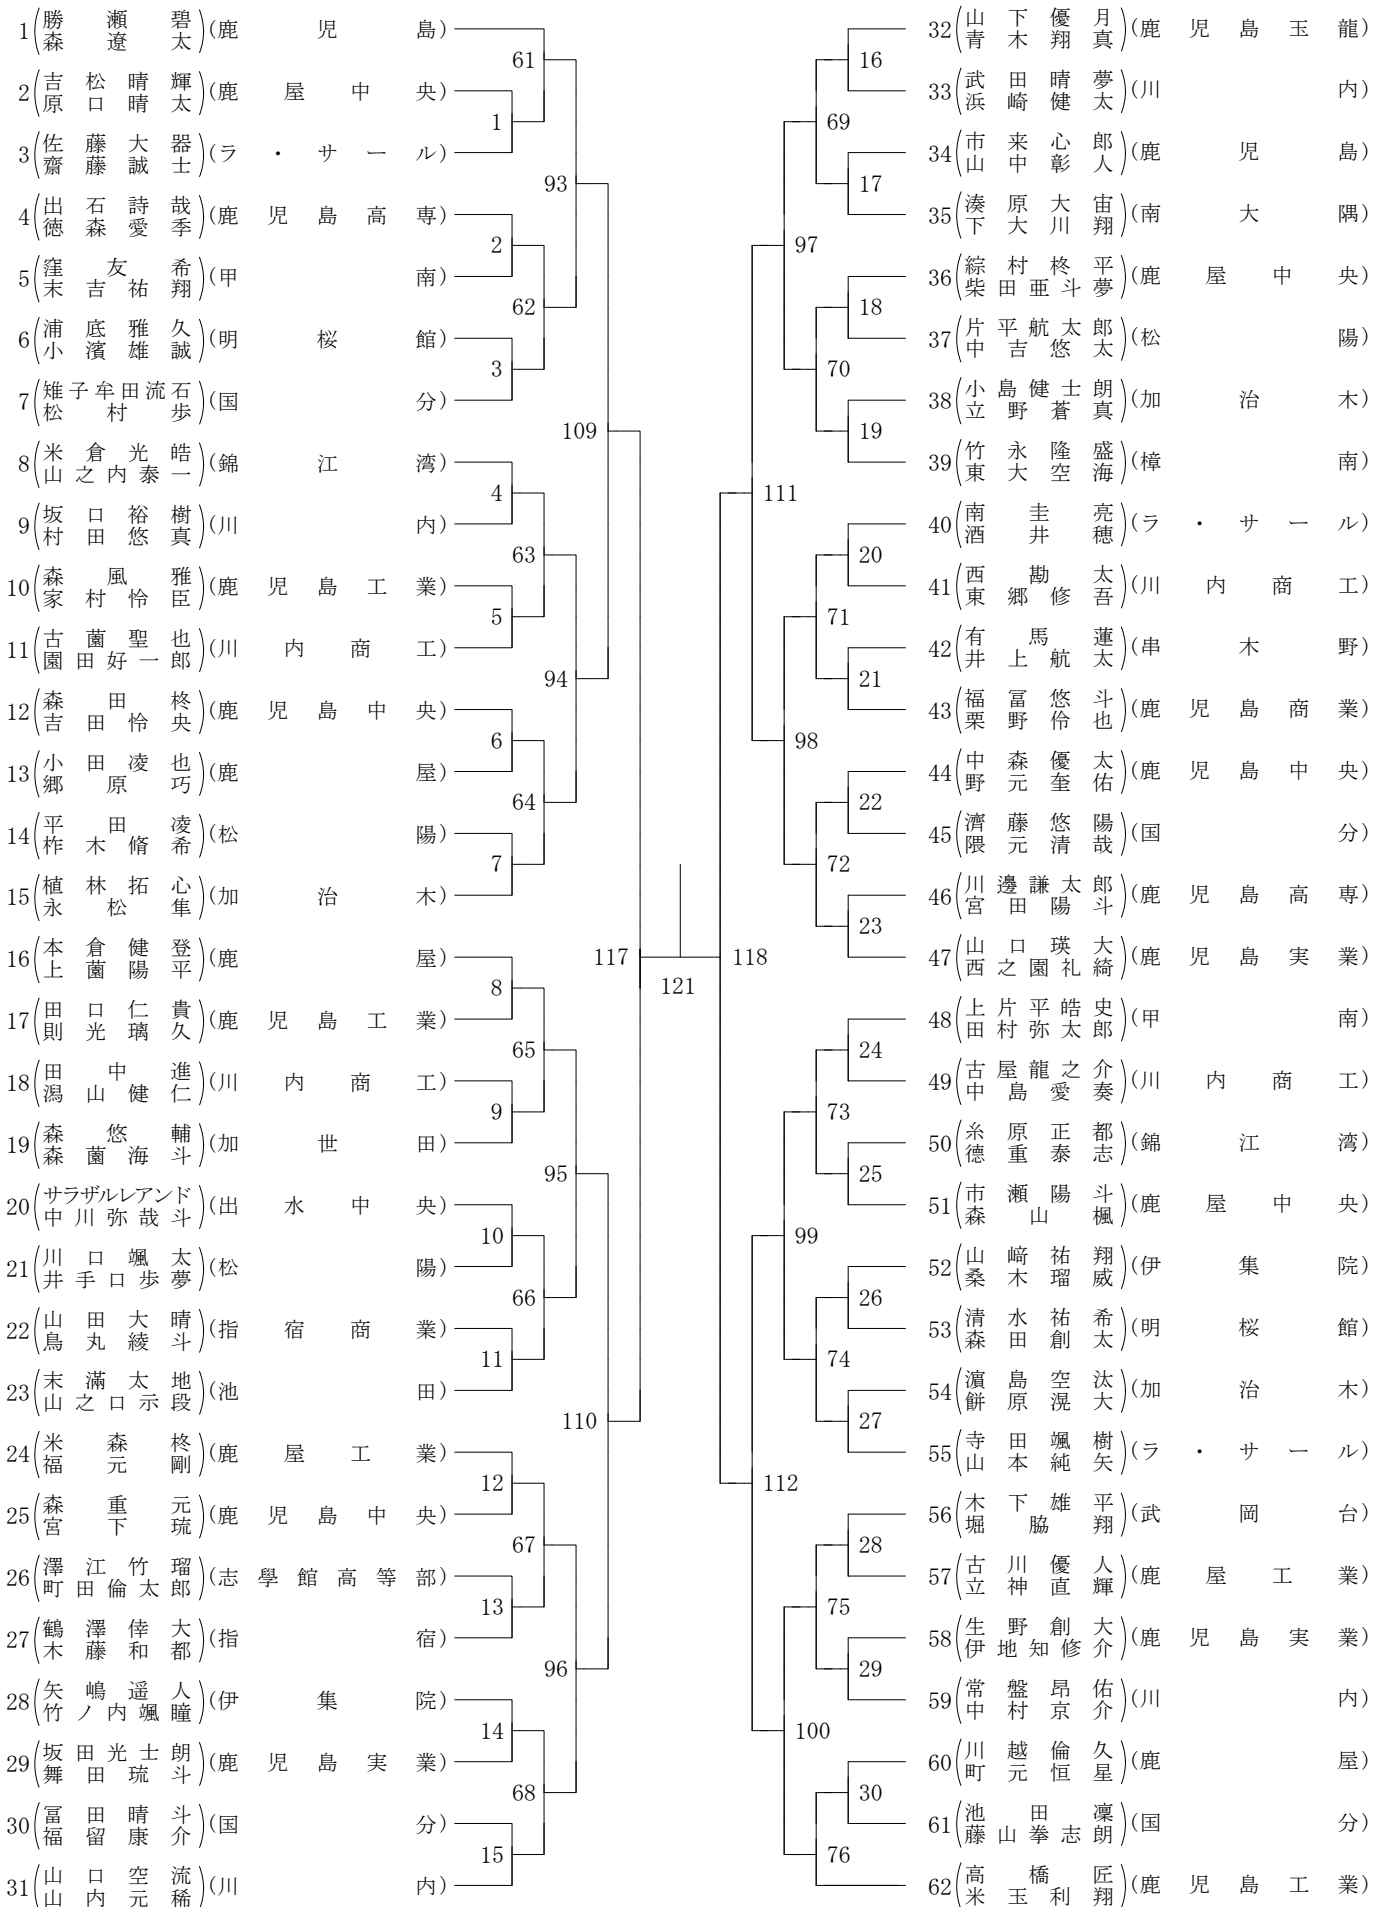 1 勝瀬碧 (鹿児島)
森遼太
2 吉松晴輝 (鹿屋中央)
原口晴太
3 佐藤大器 (ラ・サール)
齋藤誠士
4 出石詩哉 (鹿児島高専)
徳森愛季
5 窪友希 (甲南)
末吉祐翔
6 浦底雅久 (明桜館)
小濱雄誠
7 雉子牟田流石 (国分)
松村歩
8 米倉光皓 (錦江湾)
山之内泰一
9 坂口裕樹 (川内)
村田悠真
10 森風雅 (鹿児島工業)
家村怜臣
11 古薗聖也 (川内商工)
園田好一郎
12 森田柊 (鹿児島中央)
吉田怜央
13 小田凌也 (鹿屋)
郷原巧
14 平田凌 (松陽)
柞木脩希
15 植林拓心 (加治木)
永松隼
16 本倉健登 (鹿屋)
上薗陽平
17 田口仁貴 (鹿児島工業)
則光璃久
18 田中進 (川内商工)
潟山健仁
19 森悠輔 (加世田)
森薗海斗
20 サラザルレアンド (出水中央)
中川弥哉斗
21 川口颯太 (松陽)
井手口歩夢
22 山田大晴 (指宿商業)
鳥丸綾斗
23 末滿太地 (池田)
山之口示段
24 米森柊 (鹿屋工業)
福元剛
25 森重元 (鹿児島中央)
宮下琉
26 澤江竹瑠 (志學館高等部)
町田倫太郎
27 鶴澤倖大 (指宿)
木藤和都
28 矢嶋遥人 (伊集院)
竹ノ内颯瞳
29 坂田光士朗 (鹿児島実業)
舞田琉斗
30 冨田晴斗 (国分)
福留康介
31 山口空流 (川内)
山内元稀
61
1
93
2
62
3
109
4
63
5
94
6
64
7
117
8
65
9
95
10
66
11
110
12
67
13
96
14
68
15
121
118
16
69
17
97
18
70
19
111
20
71
21
98
22
72
23
24
73
25
99
26
74
27
112
28
75
29
100
30
76
32 山下優月 (鹿児島玉龍)
青木翔真
33 武田晴夢 (川内)
浜崎健太
34 市来心郎 (鹿児島)
山中彰人
35 湊原大宙 (南大隅)
下大川翔
36 綜村柊平 (鹿屋中央)
柴田亜斗夢
37 片平航太郎 (松陽)
中吉悠太
38 小島健士朗 (加治木)
立野蒼真
39 竹永隆盛 (樟南)
東大空海
40 南圭亮 (ラ・サール)
酒井穂
41 西勘太 (川内商工)
東郷修吾
42 有馬蓮 (串木野)
井上航太
43 福冨悠斗 (鹿児島商業)
栗野伶也
44 中森優太 (鹿児島中央)
野元奎佑
45 濟藤悠陽 (国分)
隈元清哉
46 川邊謙太郎 (鹿児島高専)
宮田陽斗
47 山口瑛大 (鹿児島実業)
西之園礼綺
48 上片平皓史 (甲南)
田村弥太郎
49 古屋龍之介 (川内商工)
中島愛奏
50 糸原正都 (錦江湾)
德重泰志
51 市瀬陽斗 (鹿屋中央)
森山楓
52 山﨑祐翔 (伊集院)
桑木瑠威
53 清水祐希 (明桜館)
森田創太
54 濵島空汰 (加治木)
餅原滉大
55 寺田颯樹 (ラ・サール)
山本純矢
56 木下雄平 (武岡台)
堀脇翔
57 古川優人 (鹿屋工業)
立神直輝
58 生野創大 (鹿児島実業)
伊地知修介
59 常盤昂佑 (川内)
中村京介
60 川越倫久 (鹿屋)
町元恒星
61 池田凜 (国分)
藤山拳志朗
62 高橋匠 (鹿児島工業)
米玉利翔